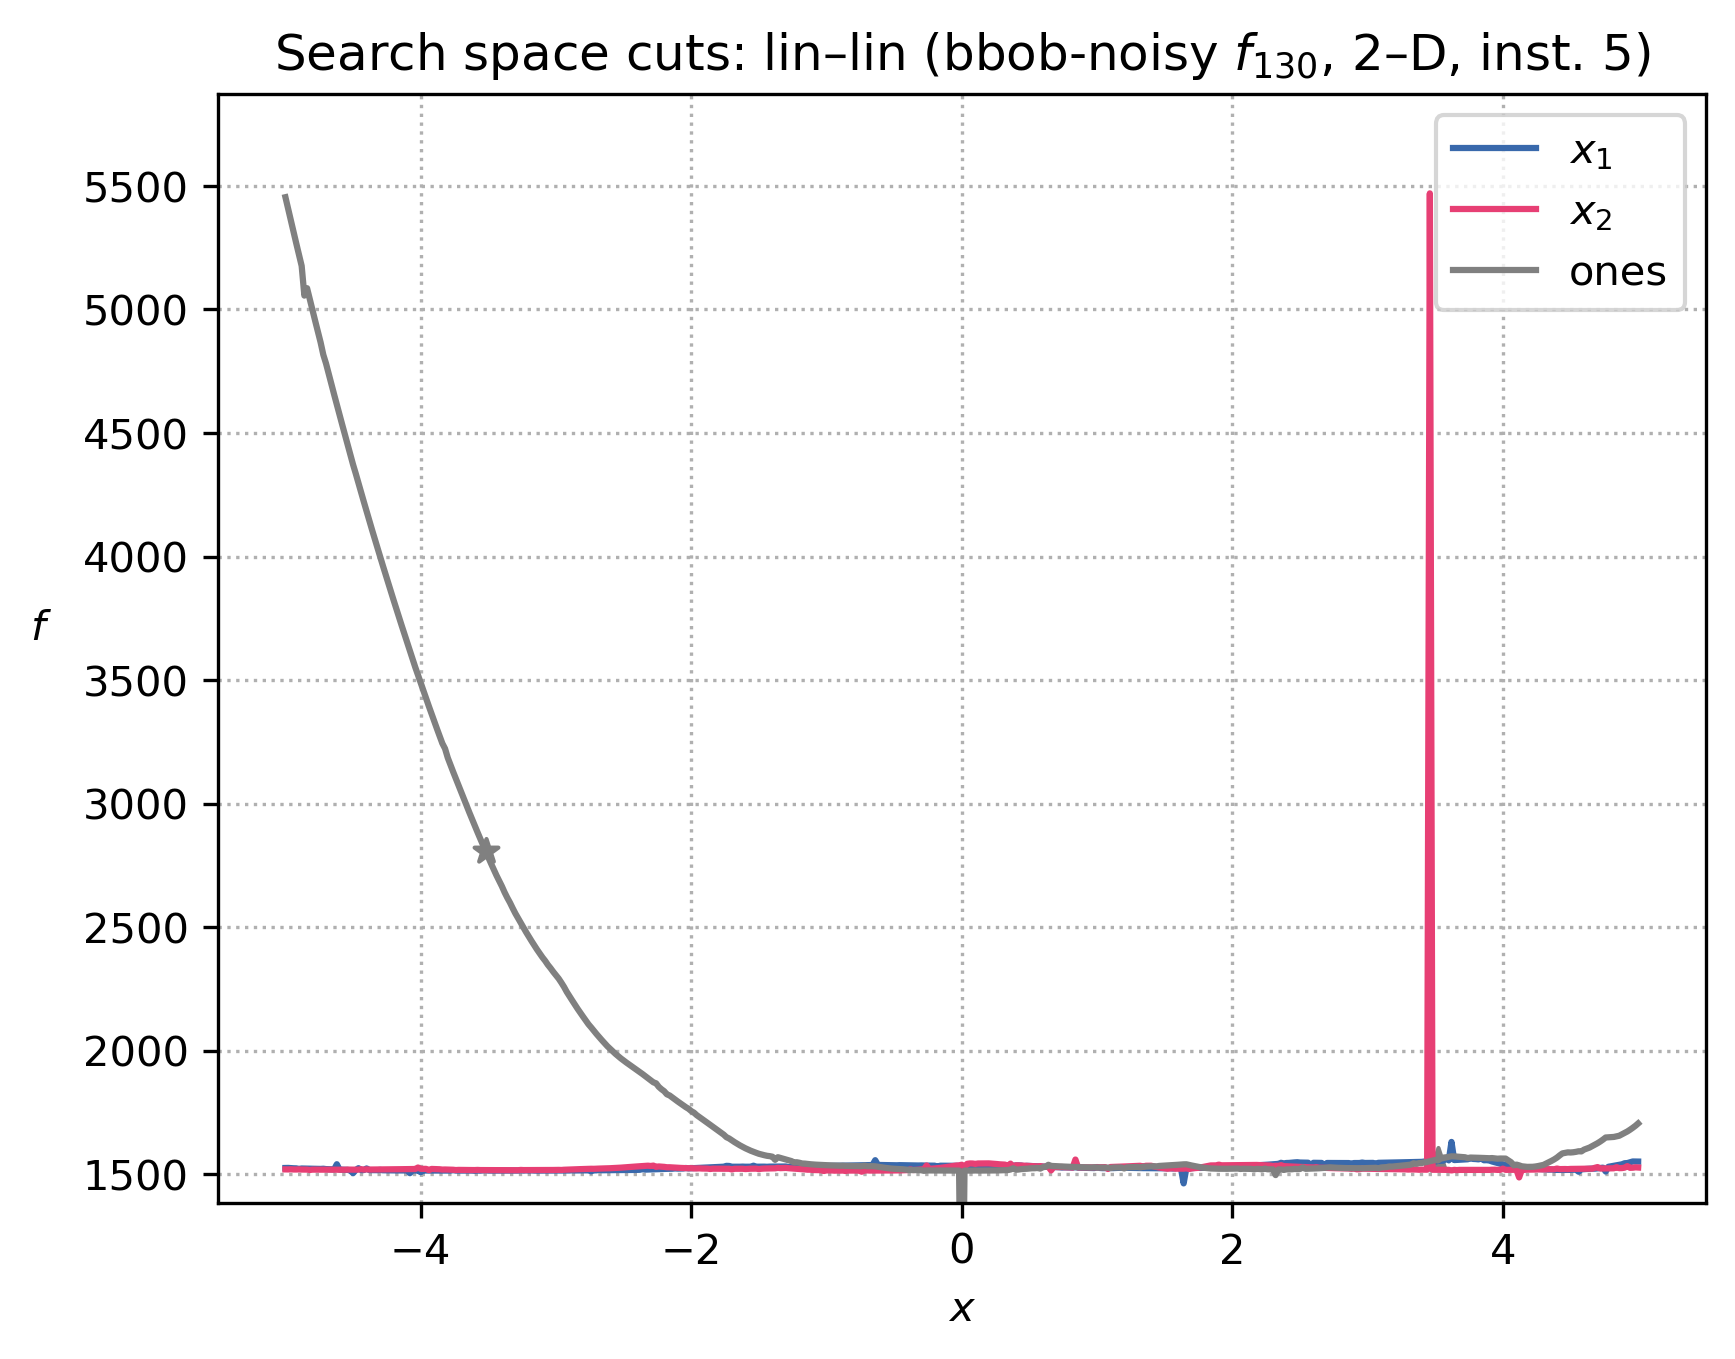 Search space cuts: lin–lin (bbob-noisy f₁₃₀, 2–D, inst. 5)
x₁
x₂
ones
5500
5000
4500
4000
3500
3000
2500
2000
1500
f
−4
−2
0
2
4
x